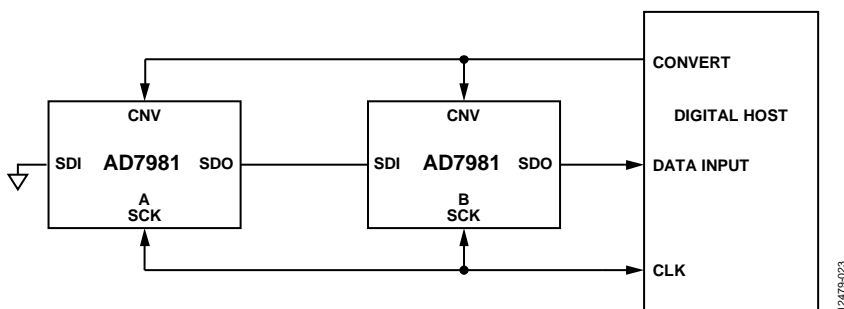 CONVERT
CNV
CNV
DIGITAL HOST
SDI AD7981 SDO
SDI AD7981 SDO
DATA INPUT
A
SCK
B
SCK
CLK
12479-023